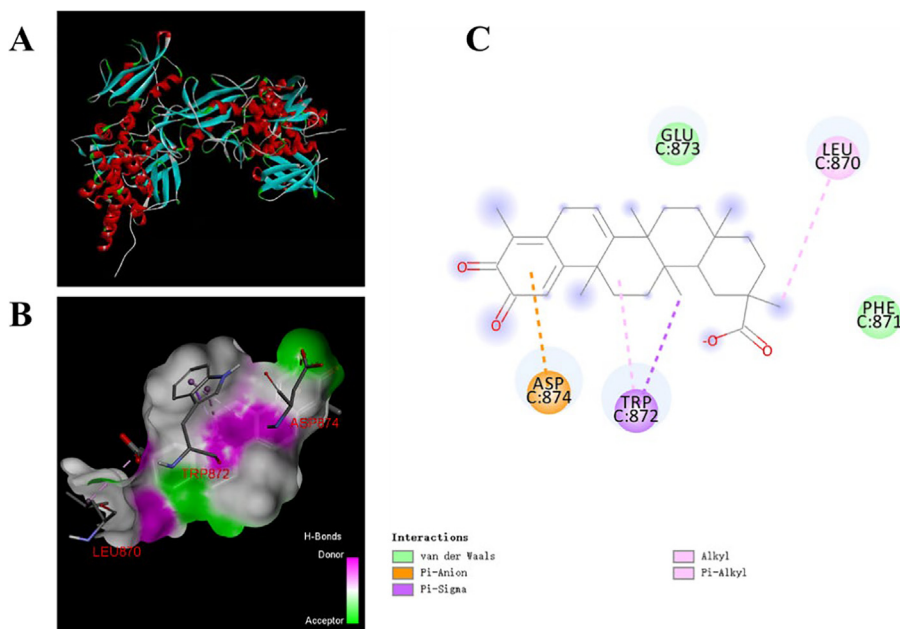 A
B
TRP872
ASP874
LEU870
H-Bonds
Donor
Acceptor
C
GLU
C:873
LEU
C:870
PHE
C:871
O
O
-O
O
ASP
C:874
TRP
C:872
Interactions
van der Waals
Pi-Anion
Pi-Sigma
Alkyl
Pi-Alkyl